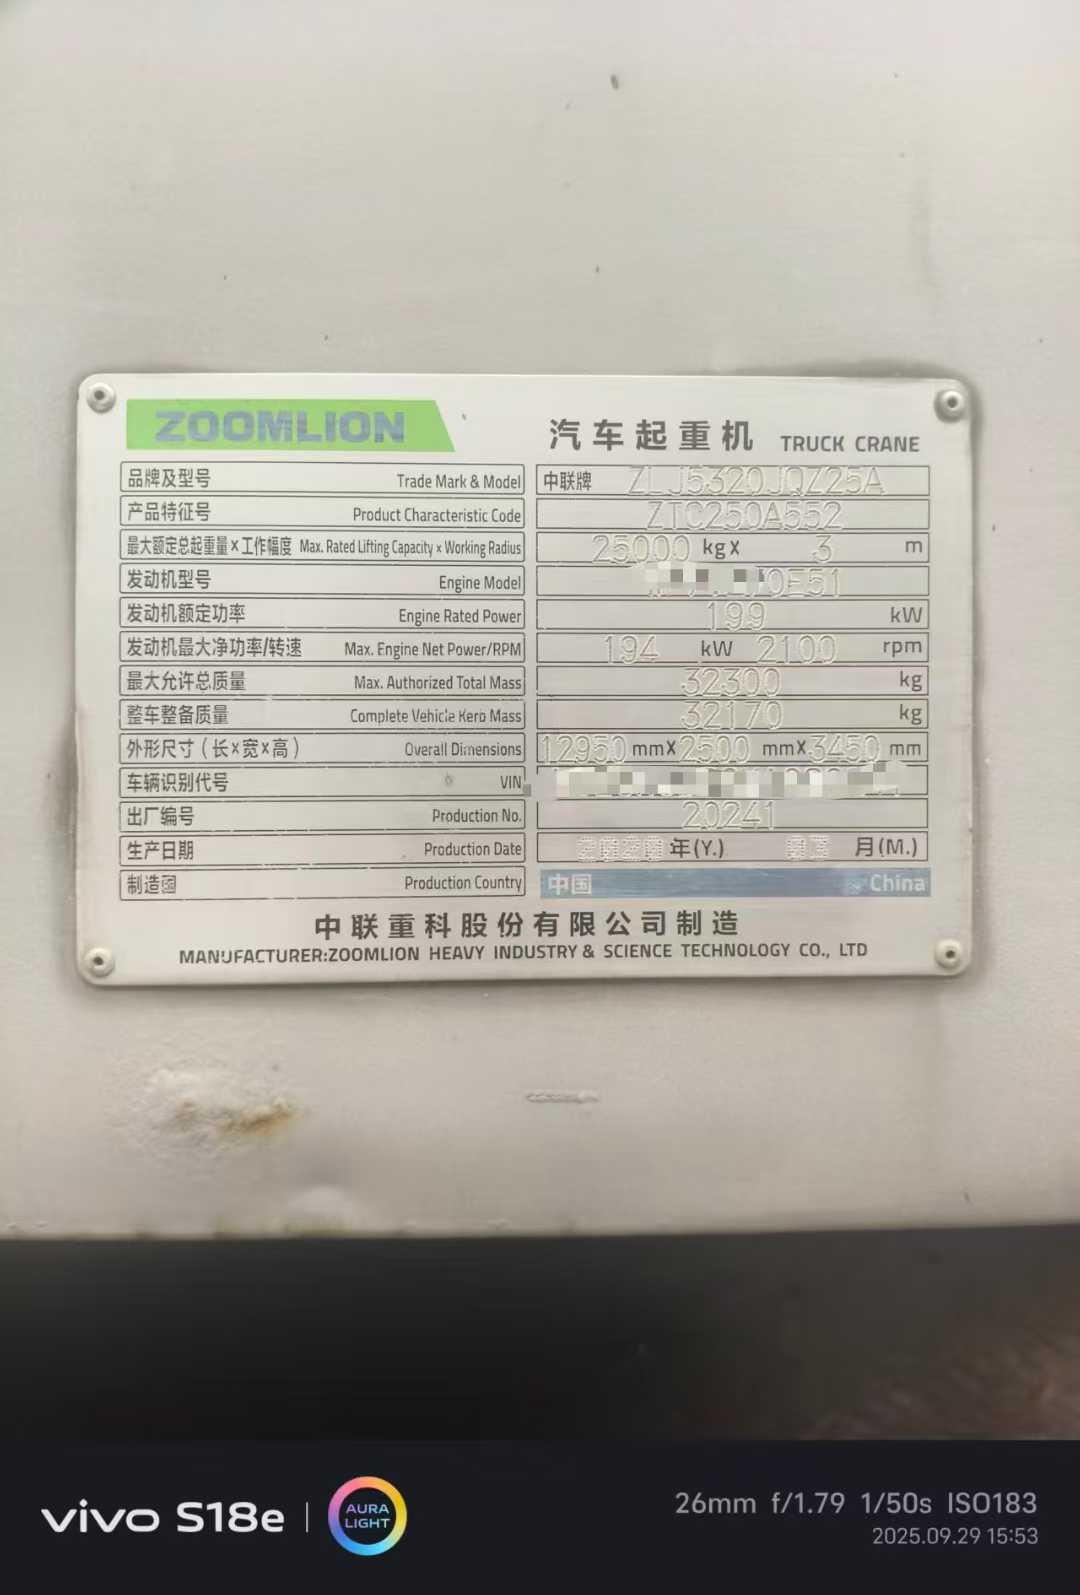 ZOOMLION 汽车起重机 TRUCK CRANE
品牌及型号 Trade Mark & Model 中联牌 ZLJ5320JQZ25A
产品特征号 Product Characteristic Code ZTC250A552
最大额定总起重量×工作幅度 Max. Rated Lifting Capacity × Working Radius 25000 kg X 3 m
发动机型号 Engine Model 0E51
发动机额定功率 Engine Rated Power 199 kW
发动机最大净功率/转速 Max. Engine Net Power/RPM 194 kW 2100 rpm
最大允许总质量 Max. Authorized Total Mass 32300 kg
整车整备质量 Complete Vehicle Kerb Mass 32170 kg
外形尺寸(长×宽×高) Overall Dimensions 12950 mmX 2500 mmX 3450 mm
车辆识别代号 VIN
出厂编号 Production No. 20241
生产日期 Production Date 年(Y.) 月(M.)
制造国 Production Country 中国 China
中联重科股份有限公司制造
MANUFACTURER:ZOOMLION HEAVY INDUSTRY & SCIENCE TECHNOLOGY CO., LTD
vivo S18e | AURA LIGHT 26mm f/1.79 1/50s ISO183
2025.09.29 15:53